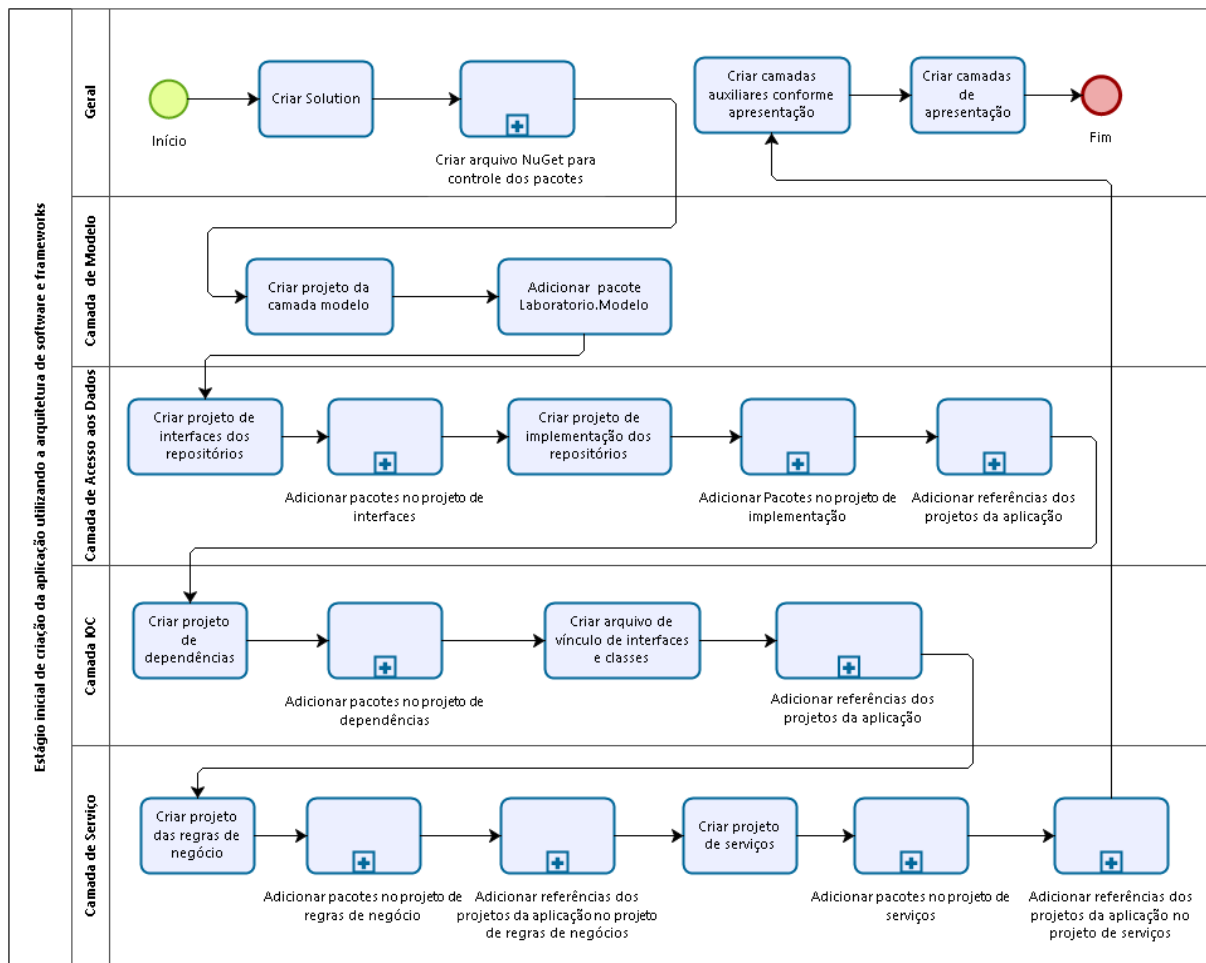 Estágio inicial de criação da aplicação utilizando a arquitetura de software e frameworks
Geral
Início
Criar Solution
Criar arquivo NuGet para
controle dos pacotes
Criar camadas
auxiliares conforme
apresentação
Criar camadas
de
apresentação
Fim
Camada de Modelo
Criar projeto da
camada modelo
Adicionar pacote
Laboratorio.Modelo
Camada de Acesso aos Dados
Criar projeto de
interfaces dos
repositórios
Adicionar pacotes no projeto de
interfaces
Criar projeto de
implementação dos
repositórios
Adicionar Pacotes no projeto de
implementação
Adicionar referências dos
projetos da aplicação
Camada IOC
Criar projeto
de
dependências
Adicionar pacotes no projeto de
dependências
Criar arquivo de
vínculo de interfaces
e classes
Adicionar referências dos
projetos da aplicação
Camada de Serviço
Criar projeto
das regras de
negócio
Adicionar pacotes no projeto de
regras de negócio
Adicionar referências dos
projetos da aplicação no projeto
de regras de negócios
Criar projeto
de serviços
Adicionar pacotes no projeto de
serviços
Adicionar referências dos
projetos da aplicação no
projeto de serviços